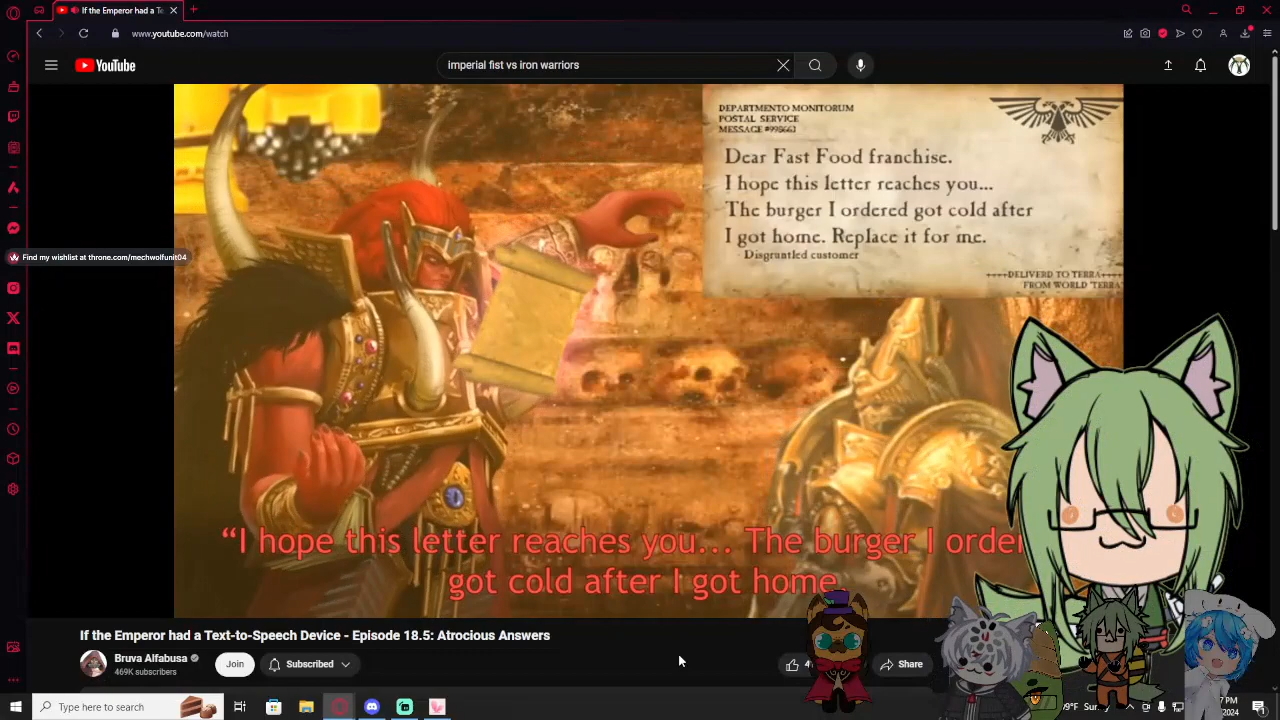 If the Emperor had a Te
www.youtube.com/watch
YouTube
imperial fist vs iron warriors
DEPARTMENTO MONITORUM
POSTAL SERVICE
Dear Fast Food franchise.
I hope this letter reaches you...
The burger I ordered got cold after
I got home. Replace it for me.
- Disgruntled customer
++++DELIVERD TO TERRA++++
FROM WORLD 'TERRA'
Find my wishlist at throne.com/mechwolfunit04
“I hope this letter reaches you... The burger I order
got cold after I got home
If the Emperor had a Text-to-Speech Device - Episode 18.5: Atrocious Answers
Bruva Alfabusa
469K subscribers
Join
Subscribed
Share
Type here to search